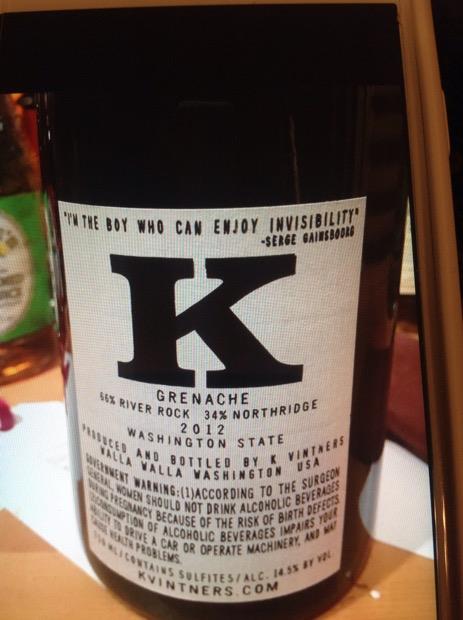 "I'M THE BOY WHO CAN ENJOY INVISIBILITY"
-SERGE GAINSBOURG
K
GRENACHE
66% RIVER ROCK 34% NORTHRIDGE
2012
WASHINGTON STATE
PRODUCED AND BOTTLED BY K VINTNERS
WALLA WALLA WASHINGTON USA
GOVERNMENT WARNING:(1)ACCORDING TO THE SURGEON
GENERAL, WOMEN SHOULD NOT DRINK ALCOHOLIC BEVERAGES
DURING PREGNANCY BECAUSE OF THE RISK OF BIRTH DEFECTS.
CONSUMPTION OF ALCOHOLIC BEVERAGES IMPAIRS YOUR
ABILITY TO DRIVE A CAR OR OPERATE MACHINERY, AND MAY
CAUSE HEALTH PROBLEMS.
750 ML/CONTAINS SULFITES/ALC. 14.5% BY VOL.
KVINTNERS.COM